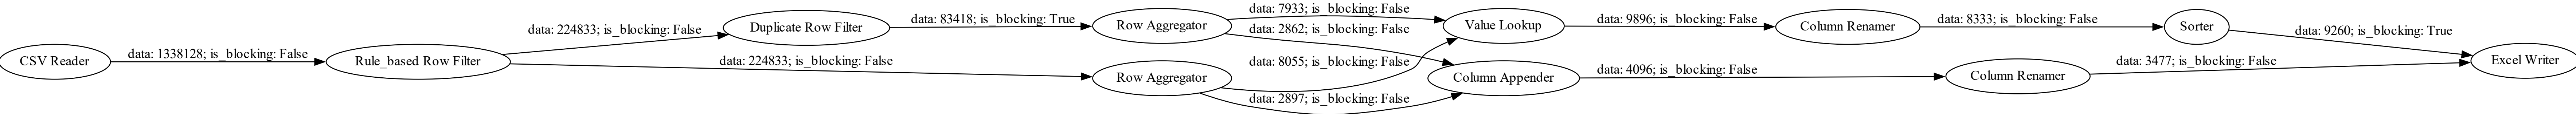 CSV Reader
data: 1338128; is_blocking: False
Rule_based Row Filter
data: 224833; is_blocking: False
Duplicate Row Filter
data: 83418; is_blocking: True
Row Aggregator
data: 7933; is_blocking: False
data: 2862; is_blocking: False
Value Lookup
data: 9896; is_blocking: False
Column Renamer
data: 8333; is_blocking: False
Sorter
data: 9260; is_blocking: True
Excel Writer
data: 224833; is_blocking: False
Row Aggregator
data: 8055; is_blocking: False
data: 2897; is_blocking: False
Column Appender
data: 4096; is_blocking: False
Column Renamer
data: 3477; is_blocking: False